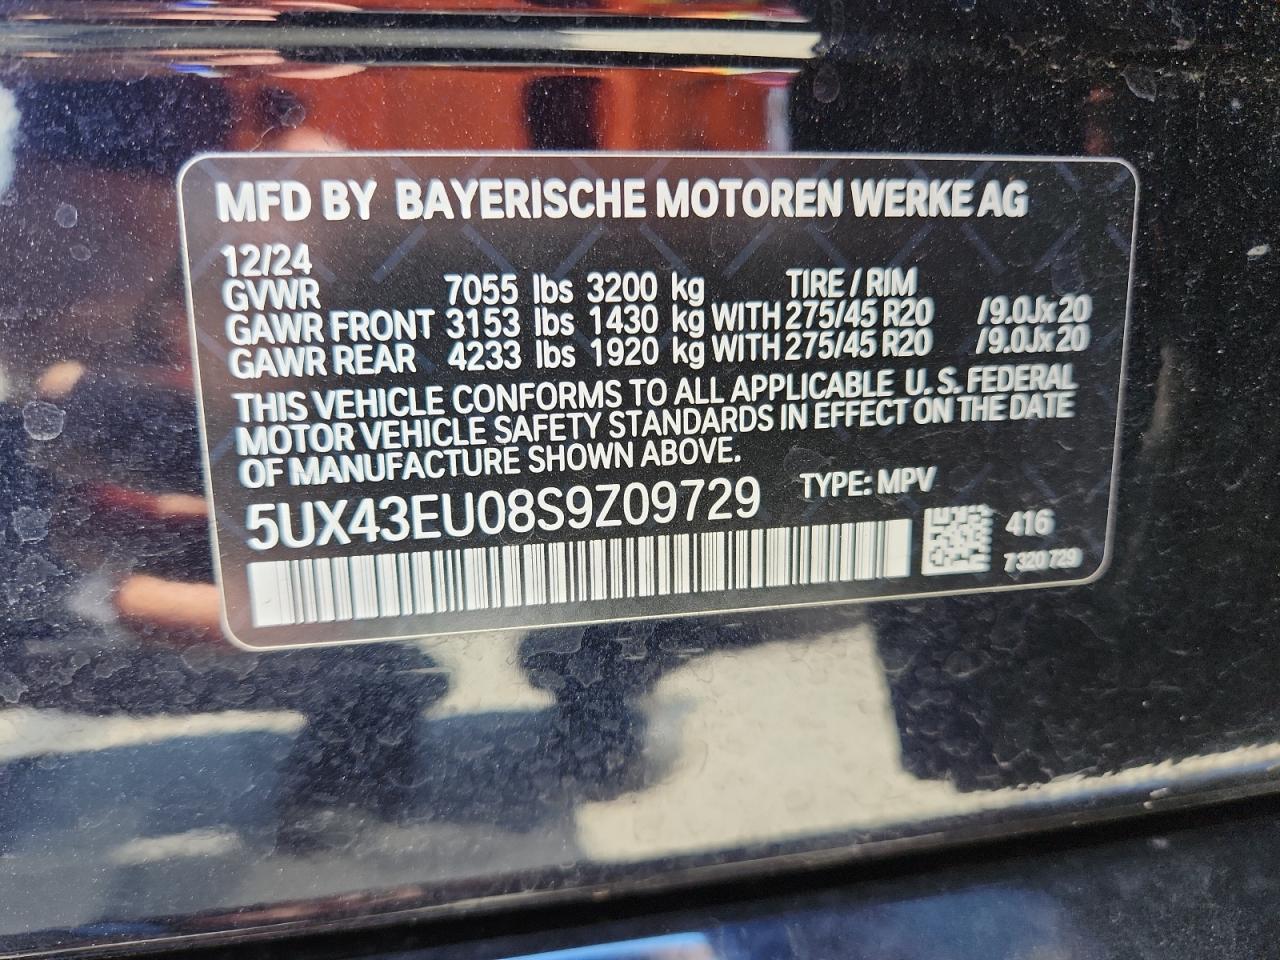 MFD BY BAYERISCHE MOTOREN WERKE AG
12/24
GVWR 7055 lbs 3200 kg TIRE / RIM
GAWR FRONT 3153 lbs 1430 kg WITH 275/45 R20 /9.0Jx20
GAWR REAR 4233 lbs 1920 kg WITH 275/45 R20 /9.0Jx20
THIS VEHICLE CONFORMS TO ALL APPLICABLE U.S. FEDERAL
MOTOR VEHICLE SAFETY STANDARDS IN EFFECT ON THE DATE
OF MANUFACTURE SHOWN ABOVE.
5UX43EU08S9Z09729 TYPE: MPV
416
7320729